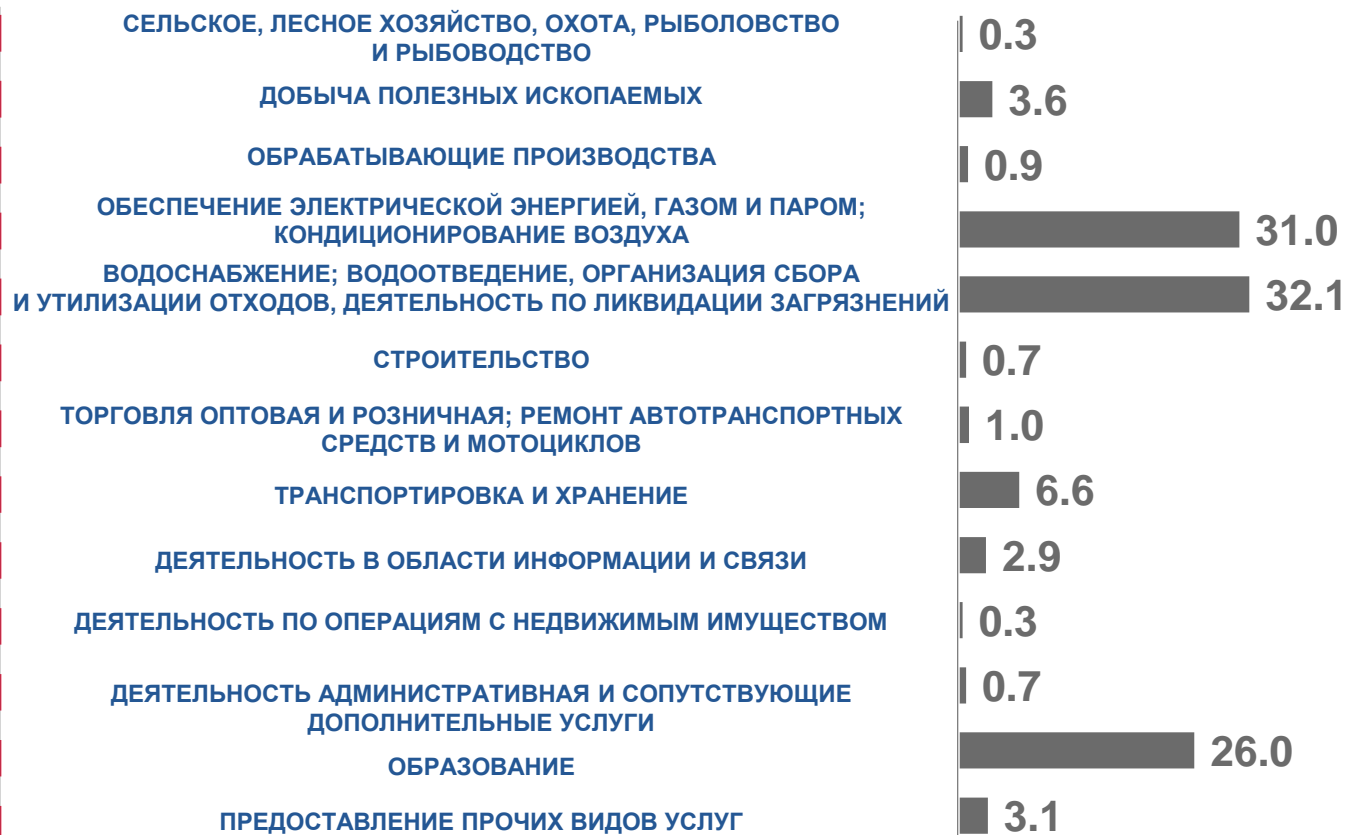 СЕЛЬСКОЕ, ЛЕСНОЕ ХОЗЯЙСТВО, ОХОТА, РЫБОЛОВСТВО
И РЫБОВОДСТВО
0.3
ДОБЫЧА ПОЛЕЗНЫХ ИСКОПАЕМЫХ
3.6
ОБРАБАТЫВАЮЩИЕ ПРОИЗВОДСТВА
0.9
ОБЕСПЕЧЕНИЕ ЭЛЕКТРИЧЕСКОЙ ЭНЕРГИЕЙ, ГАЗОМ И ПАРОМ;
КОНДИЦИОНИРОВАНИЕ ВОЗДУХА
31.0
ВОДОСНАБЖЕНИЕ; ВОДООТВЕДЕНИЕ, ОРГАНИЗАЦИЯ СБОРА
И УТИЛИЗАЦИИ ОТХОДОВ, ДЕЯТЕЛЬНОСТЬ ПО ЛИКВИДАЦИИ ЗАГРЯЗНЕНИЙ
32.1
СТРОИТЕЛЬСТВО
0.7
ТОРГОВЛЯ ОПТОВАЯ И РОЗНИЧНАЯ; РЕМОНТ АВТОТРАНСПОРТНЫХ
СРЕДСТВ И МОТОЦИКЛОВ
1.0
ТРАНСПОРТИРОВКА И ХРАНЕНИЕ
6.6
ДЕЯТЕЛЬНОСТЬ В ОБЛАСТИ ИНФОРМАЦИИ И СВЯЗИ
2.9
ДЕЯТЕЛЬНОСТЬ ПО ОПЕРАЦИЯМ С НЕДВИЖИМЫМ ИМУЩЕСТВОМ
0.3
ДЕЯТЕЛЬНОСТЬ АДМИНИСТРАТИВНАЯ И СОПУТСТВУЮЩИЕ
ДОПОЛНИТЕЛЬНЫЕ УСЛУГИ
0.7
ОБРАЗОВАНИЕ
26.0
ПРЕДОСТАВЛЕНИЕ ПРОЧИХ ВИДОВ УСЛУГ
3.1